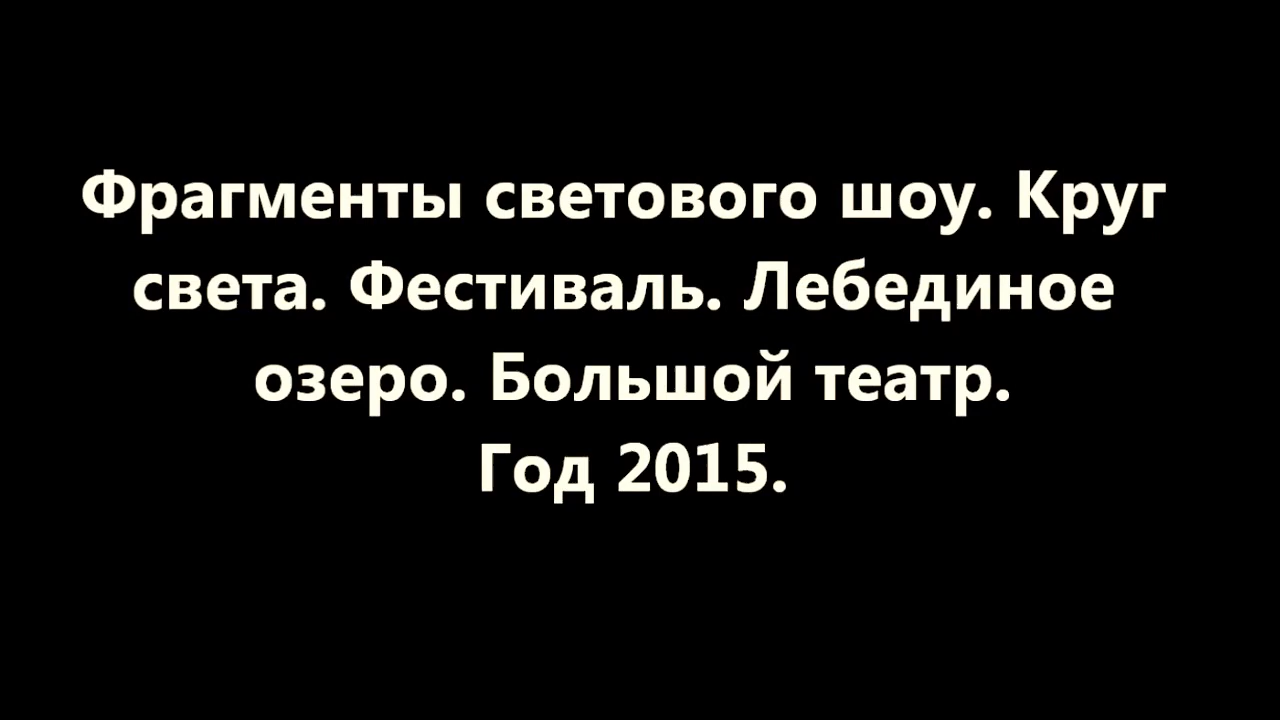 Фрагменты светового шоу. Круг
света. Фестиваль. Лебединое
озеро. Большой театр.
Год 2015.